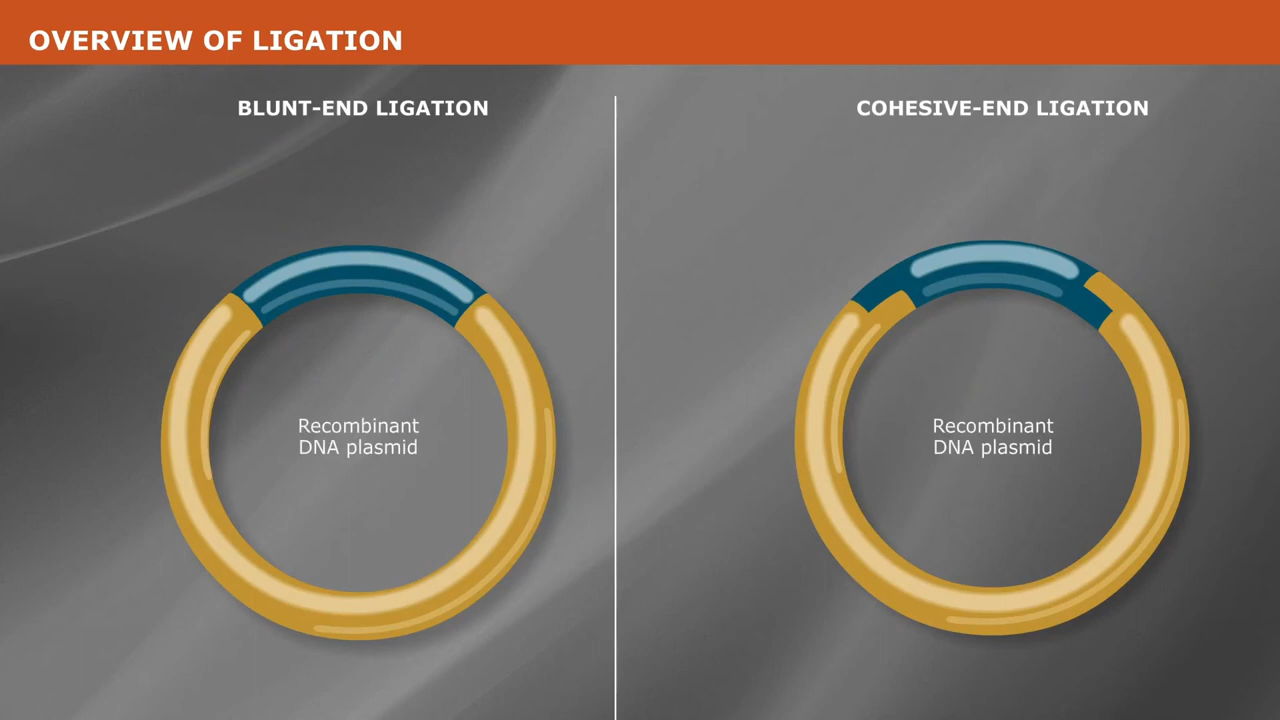 OVERVIEW OF LIGATION
BLUNT-END LIGATION
Recombinant
DNA plasmid
COHESIVE-END LIGATION
Recombinant
DNA plasmid